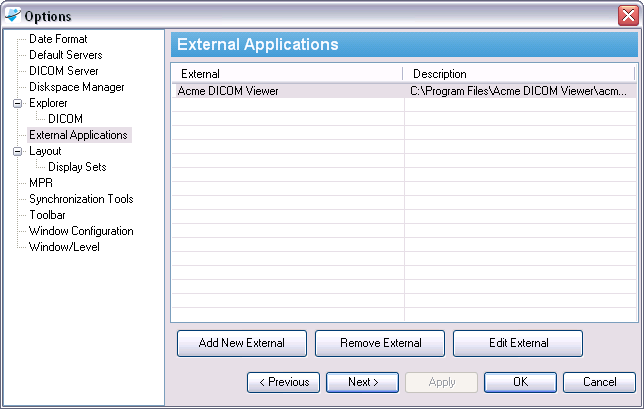 Options
Date Format
Default Servers
DICOM Server
Diskspace Manager
Explorer
DICOM
External Applications
Layout
Display Sets
MPR
Synchronization Tools
Toolbar
Window Configuration
Window/Level
External Applications
External Description
Acme DICOM Viewer C:\Program Files\Acme DICOM Viewer\acm...
Add New External Remove External Edit External
< Previous Next > Apply OK Cancel